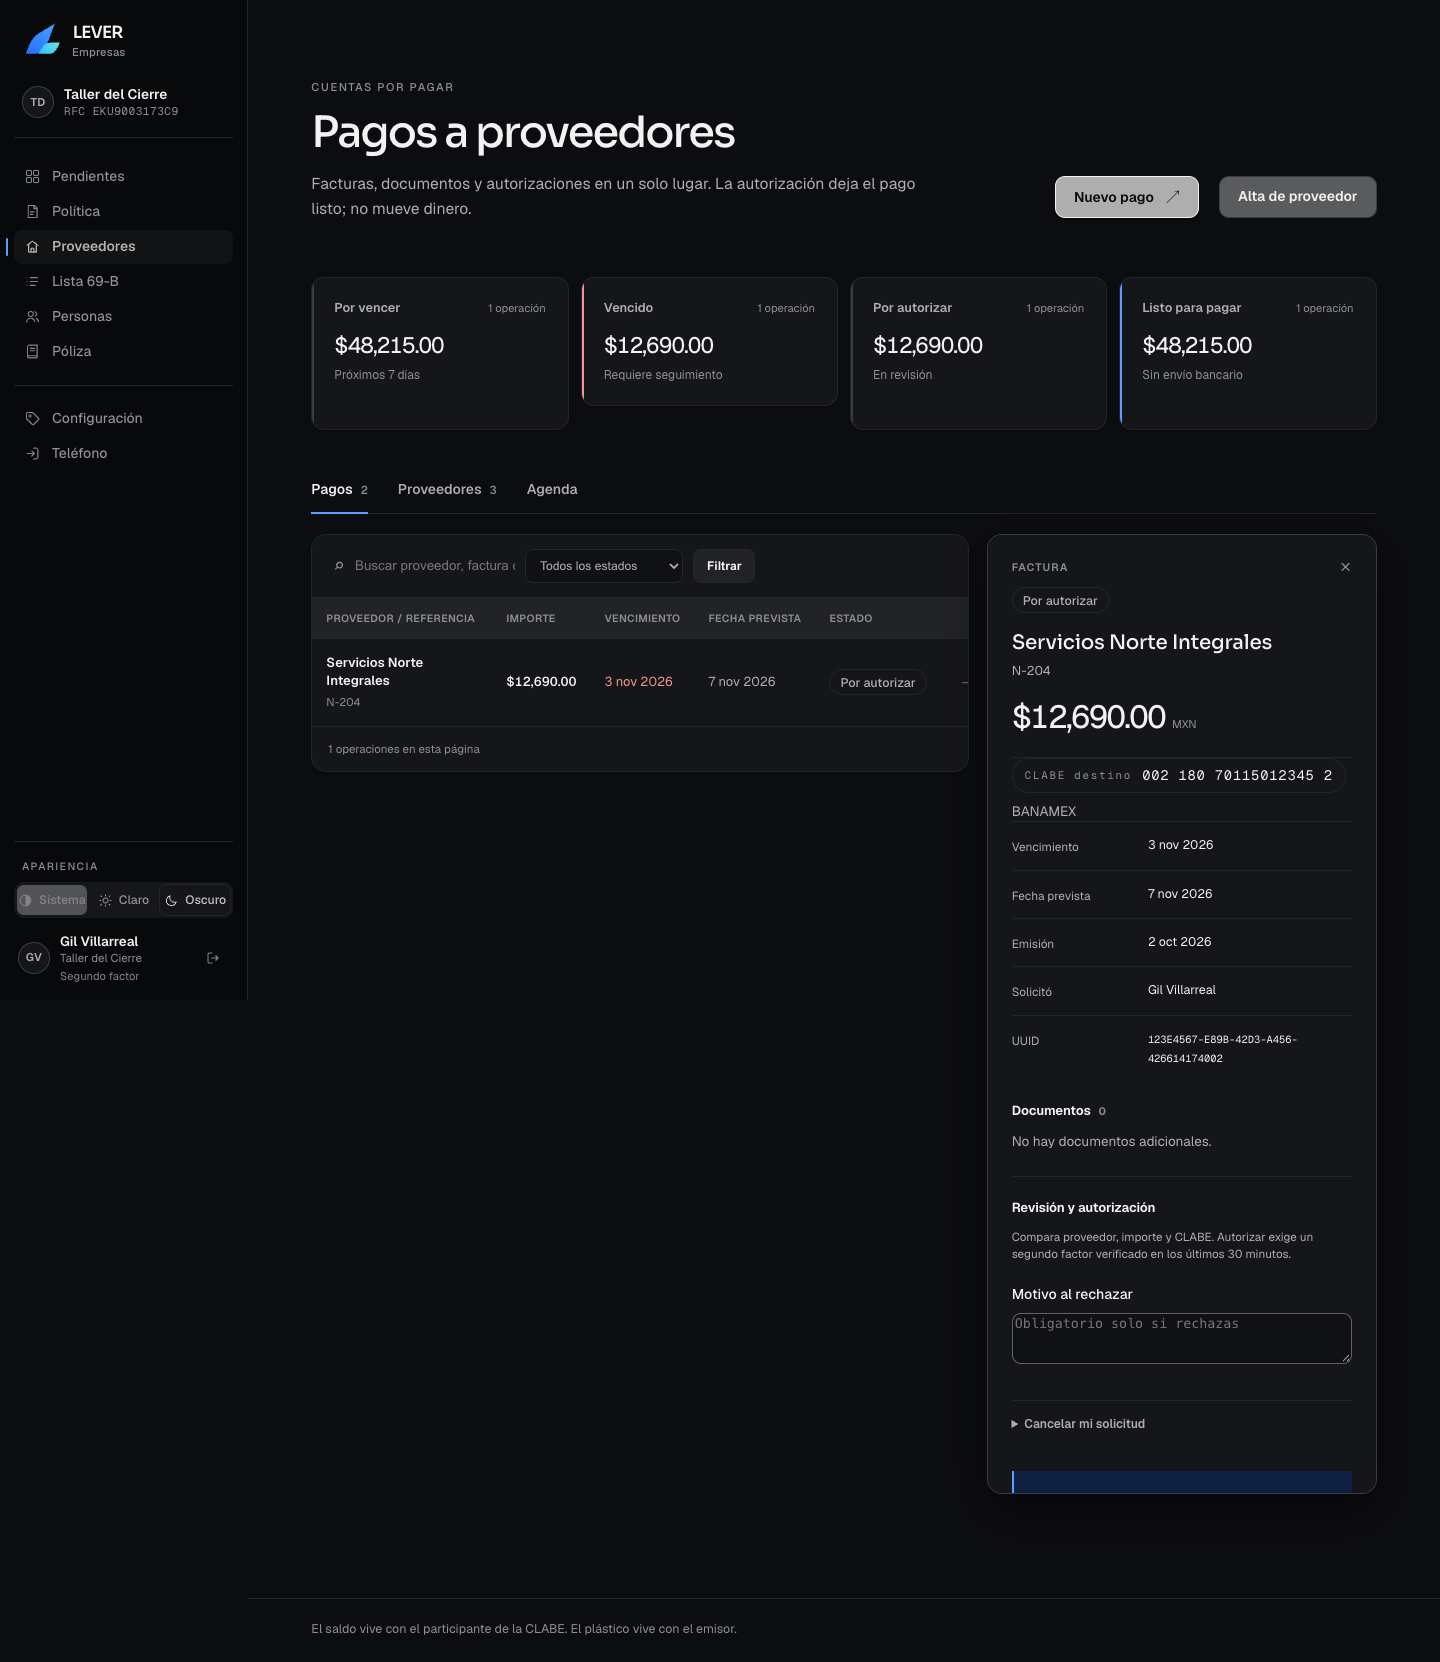 LEVER
Empresas
TD
Taller del Cierre
RFC EKU9003173C9
Pendientes
Política
Proveedores
Lista 69-B
Personas
Póliza
Configuración
Teléfono
APARIENCIA
Sistema
Claro
Oscuro
GV
Gil Villarreal
Taller del Cierre
Segundo factor
CUENTAS POR PAGAR
Pagos a proveedores
Facturas, documentos y autorizaciones en un solo lugar. La autorización deja el pago
listo; no mueve dinero.
Nuevo pago
Alta de proveedor
Por vencer
1 operación
$48,215.00
Próximos 7 días
Vencido
1 operación
$12,690.00
Requiere seguimiento
Por autorizar
1 operación
$12,690.00
En revisión
Listo para pagar
1 operación
$48,215.00
Sin envío bancario
Pagos 2
Proveedores 3
Agenda
Buscar proveedor, factura
Todos los estados
Filtrar
PROVEEDOR / REFERENCIA
IMPORTE
VENCIMIENTO
FECHA PREVISTA
ESTADO
Servicios Norte
Integrales
N-204
$12,690.00
3 nov 2026
7 nov 2026
Por autorizar
1 operaciones en esta página
FACTURA
Por autorizar
Servicios Norte Integrales
N-204
$12,690.00 MXN
CLABE destino 002 180 70115012345 2
BANAMEX
Vencimiento
3 nov 2026
Fecha prevista
7 nov 2026
Emisión
2 oct 2026
Solicitó
Gil Villarreal
UUID
123E4567-E89B-42D3-A456-
426614174002
Documentos 0
No hay documentos adicionales.
Revisión y autorización
Compara proveedor, importe y CLABE. Autorizar exige un
segundo factor verificado en los últimos 30 minutos.
Motivo al rechazar
Obligatorio solo si rechazas
Cancelar mi solicitud
El saldo vive con el participante de la CLABE. El plástico vive con el emisor.